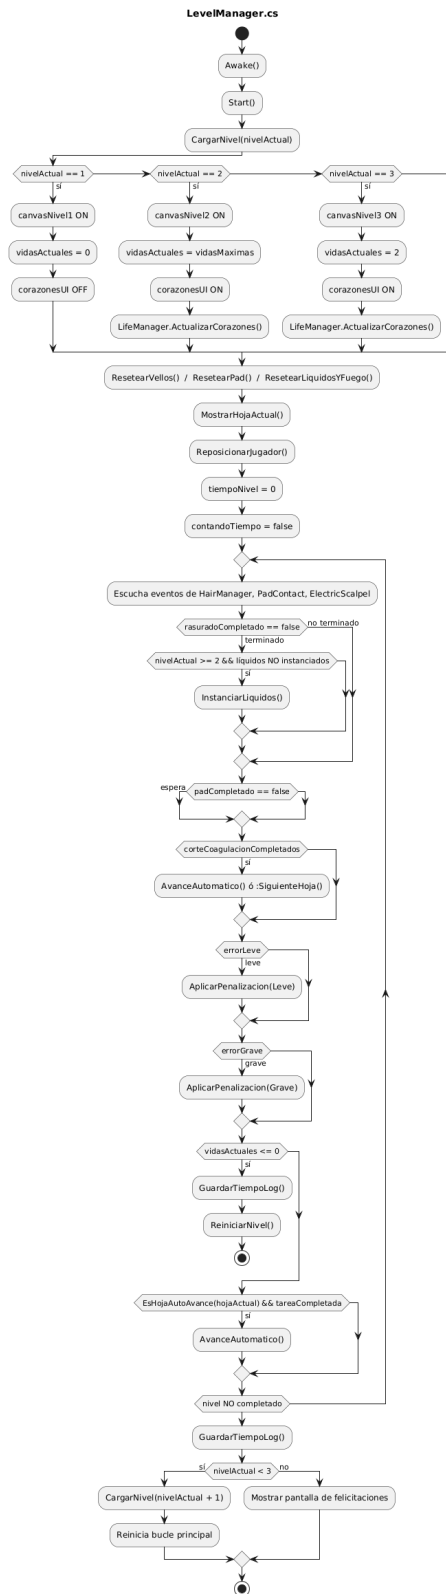 LevelManager.cs
Awake()
Start()
CargarNivel(nivelActual)
nivelActual == 1
sí
nivelActual == 2
sí
nivelActual == 3
sí
canvasNivel1 ON
canvasNivel2 ON
canvasNivel3 ON
vidasActuales = 0
vidasActuales = vidasMaximas
vidasActuales = 2
corazonesUI OFF
corazonesUI ON
corazonesUI ON
LifeManager.ActualizarCorazones()
LifeManager.ActualizarCorazones()
ResetearVellos() / ResetearPad() / ResetearLiquidosYFuego()
MostrarHojaActual()
ReposicionarJugador()
tiempoNivel = 0
contandoTiempo = false
Escucha eventos de HairManager, PadContact, ElectricScalpel
rasuradoCompletado == false
no terminado
terminado
nivelActual >= 2 && líquidos NO instanciados
sí
InstanciarLiquidos()
espera
padCompletado == false
corteCoagulacionCompletados
sí
AvanceAutomatico() ó :SiguienteHoja()
errorLeve
leve
AplicarPenalizacion(Leve)
errorGrave
grave
AplicarPenalizacion(Grave)
vidasActuales <= 0
sí
GuardarTiempoLog()
ReiniciarNivel()
EsHojaAutoAvance(hojaActual) && tareaCompletada
sí
AvanceAutomatico()
nivel NO completado
GuardarTiempoLog()
sí
nivelActual < 3
no
CargarNivel(nivelActual + 1)
Mostrar pantalla de felicitaciones
Reinicia bucle principal